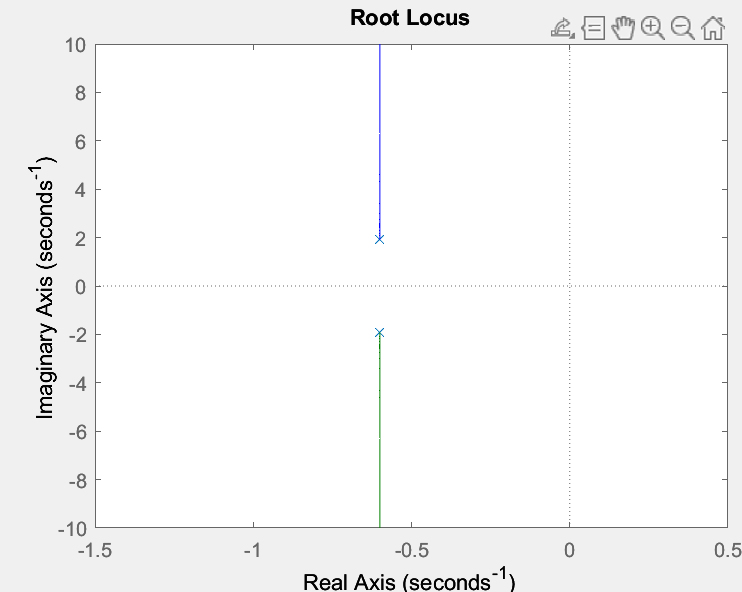 Root Locus
10
8
6
4
2
0
-2
-4
-6
-8
-10
Imaginary Axis (seconds⁻¹)
-1.5 -1 -0.5 0 0.5
Real Axis (seconds⁻¹)